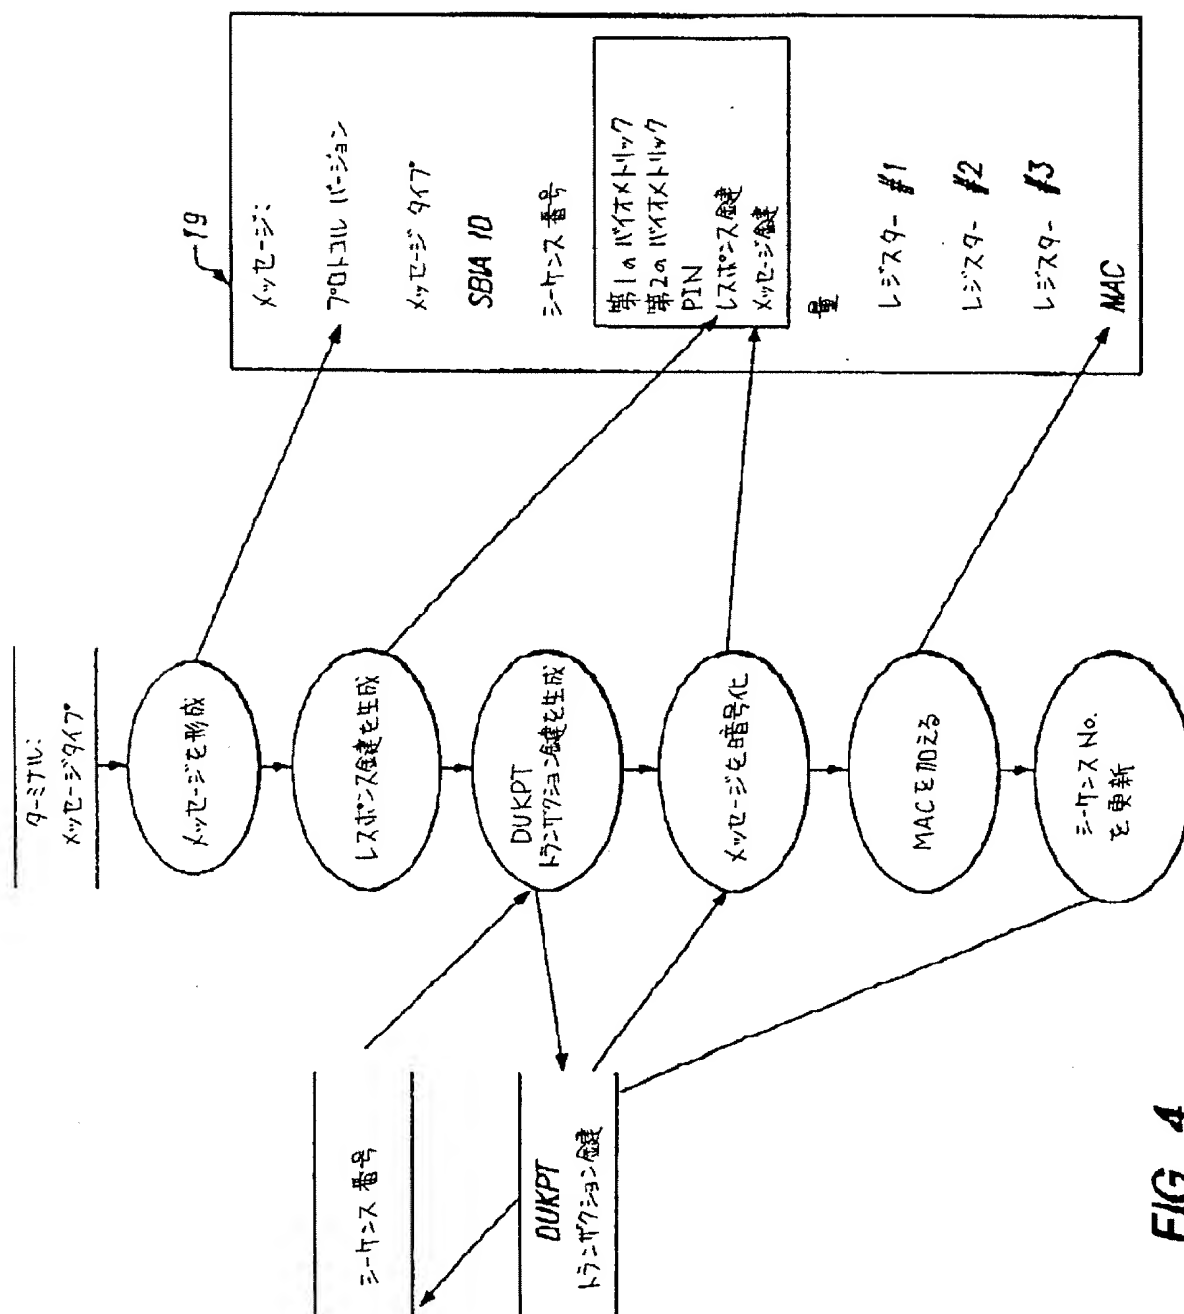 ターミナル:
メッセージタイプ
メッセージを形成
レスポンス鍵を生成
DUKPT
トランザクション鍵を生成
メッセージを暗号化
MACを加える
シーケンスNo.
を更新
シーケンス番号
DUKPT
トランザクション鍵
19
メッセージ:
プロトコル バージョン
メッセージ タイプ
SBIA ID
シーケンス番号
第1のバイオメトリック
第2のバイオメトリック
PIN
レスポンス鍵
メッセージ鍵
量
レジスター #1
レジスター #2
レジスター #3
MAC
FIG. 4